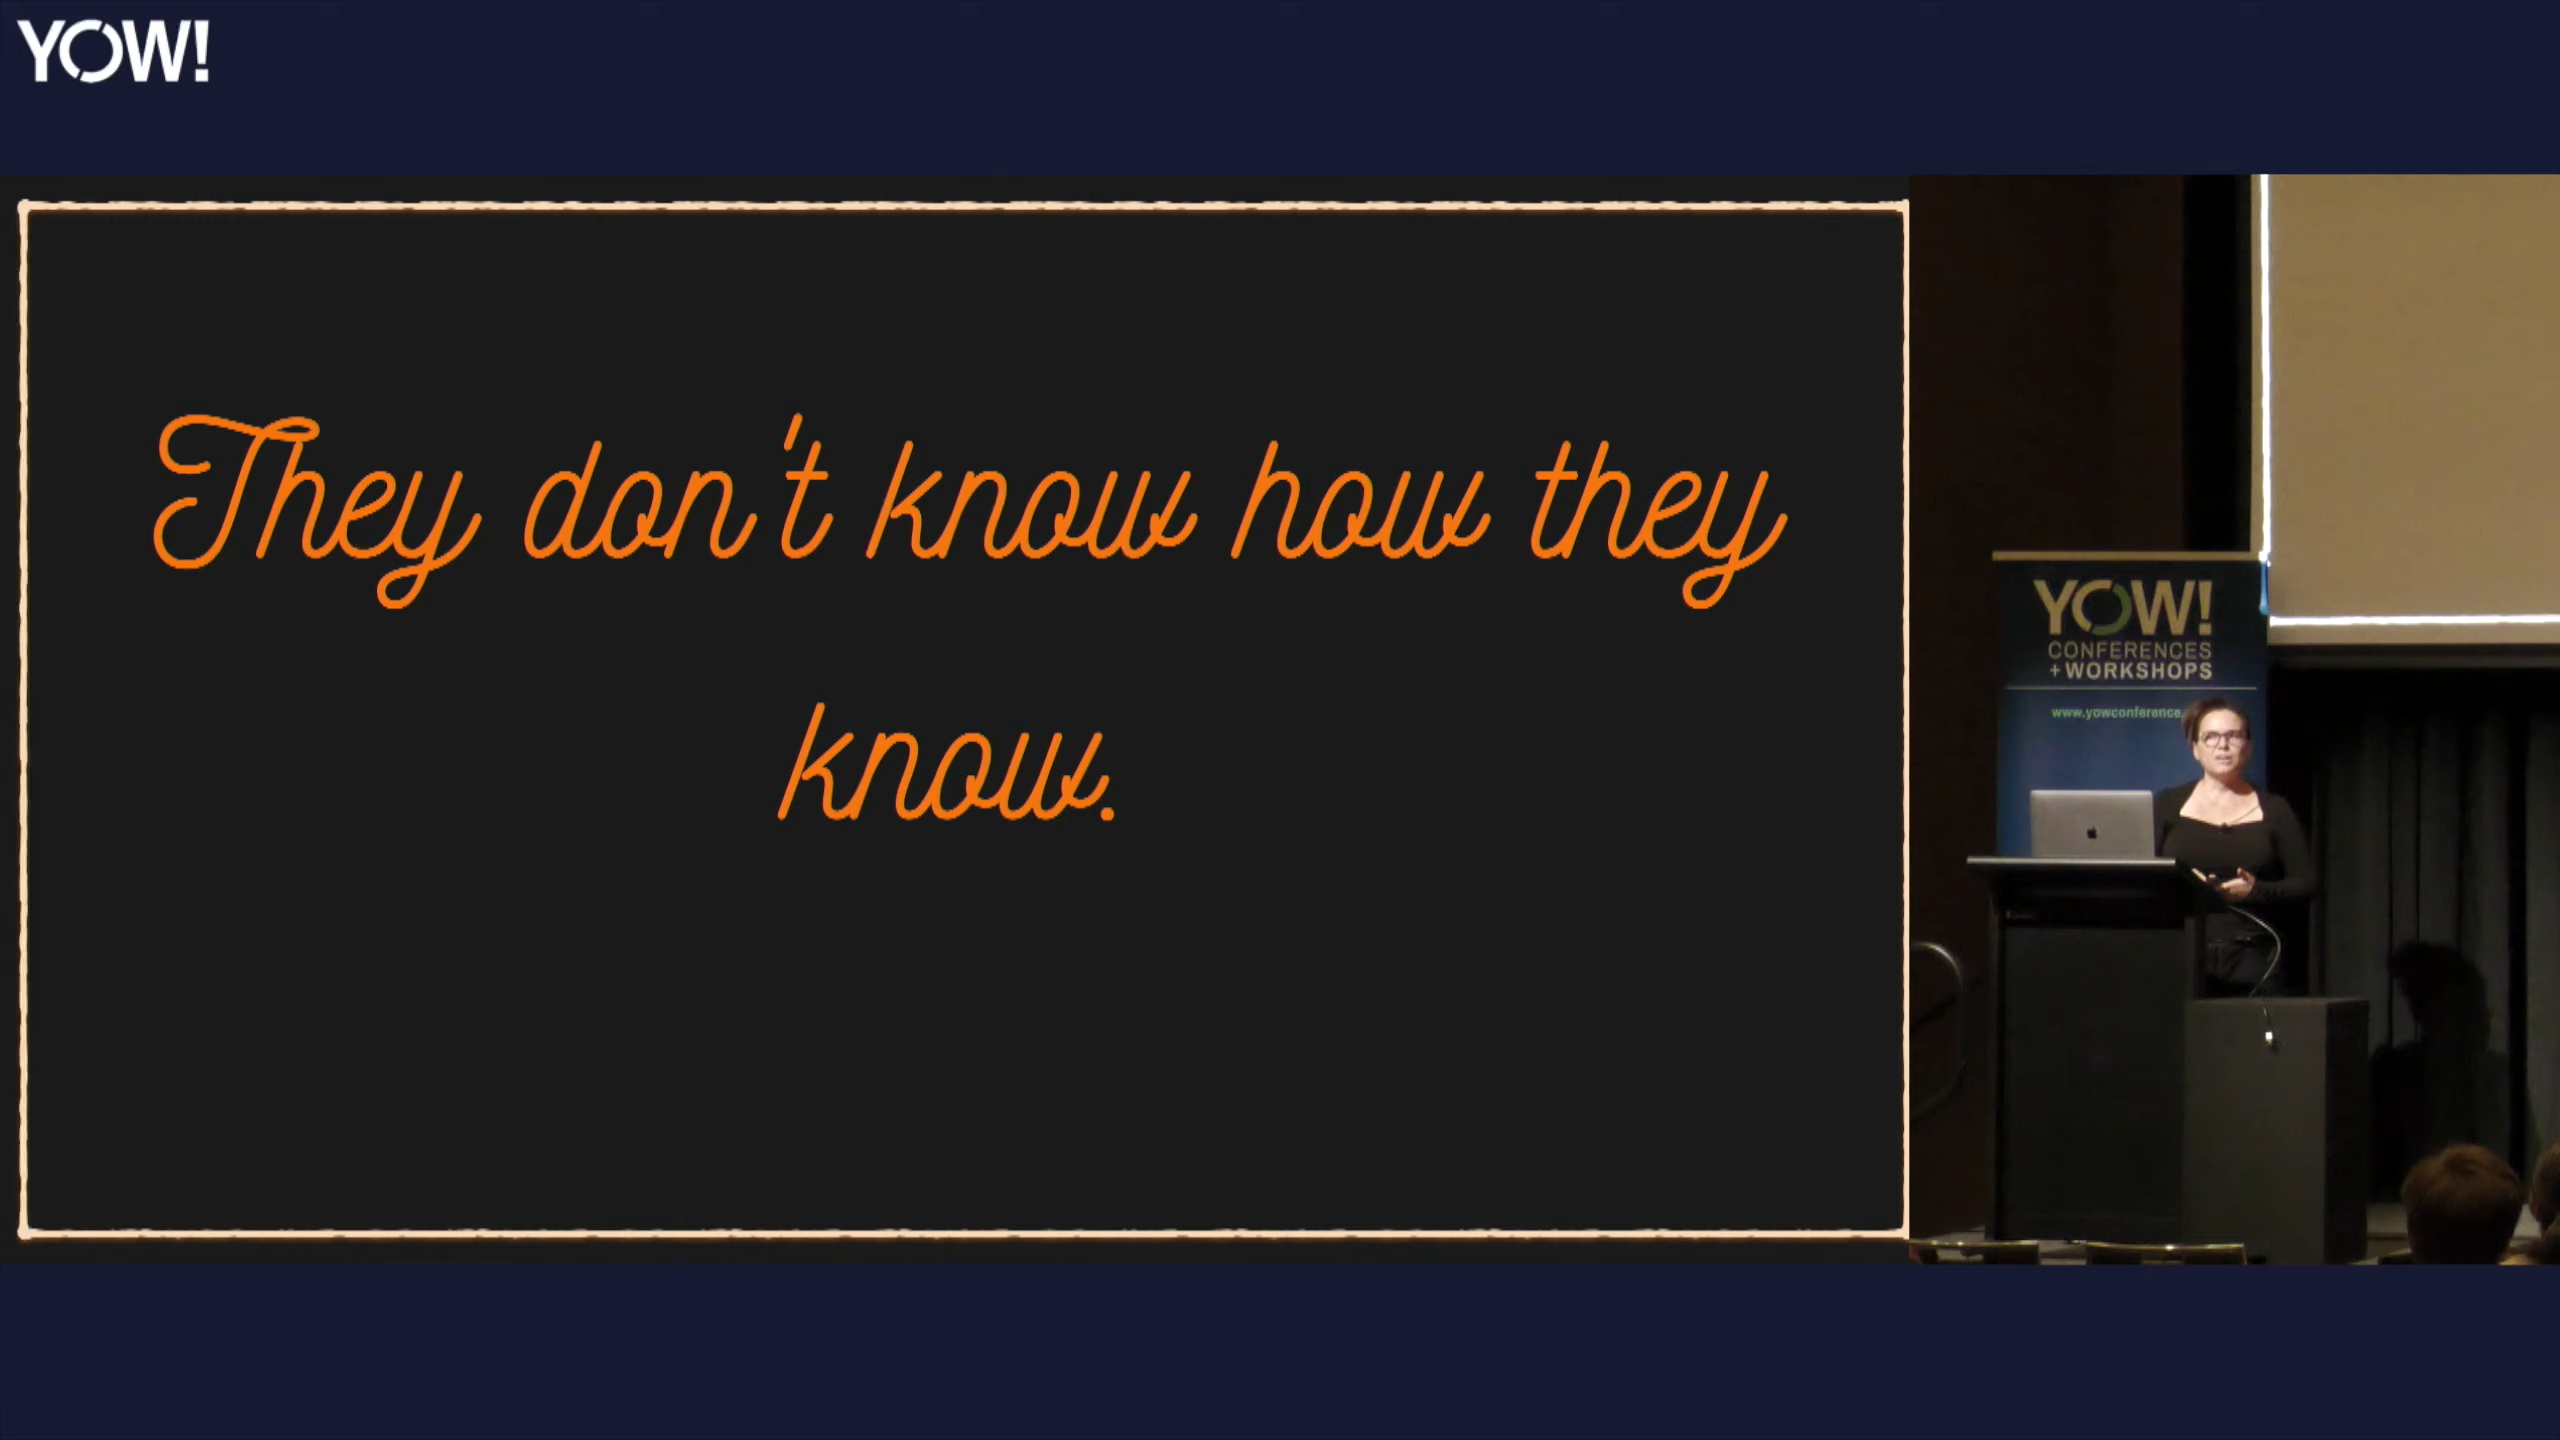 YOW!
They don't know how they
know.
YOW!
CONFERENCES
+ WORKSHOPS
www.yowconference.